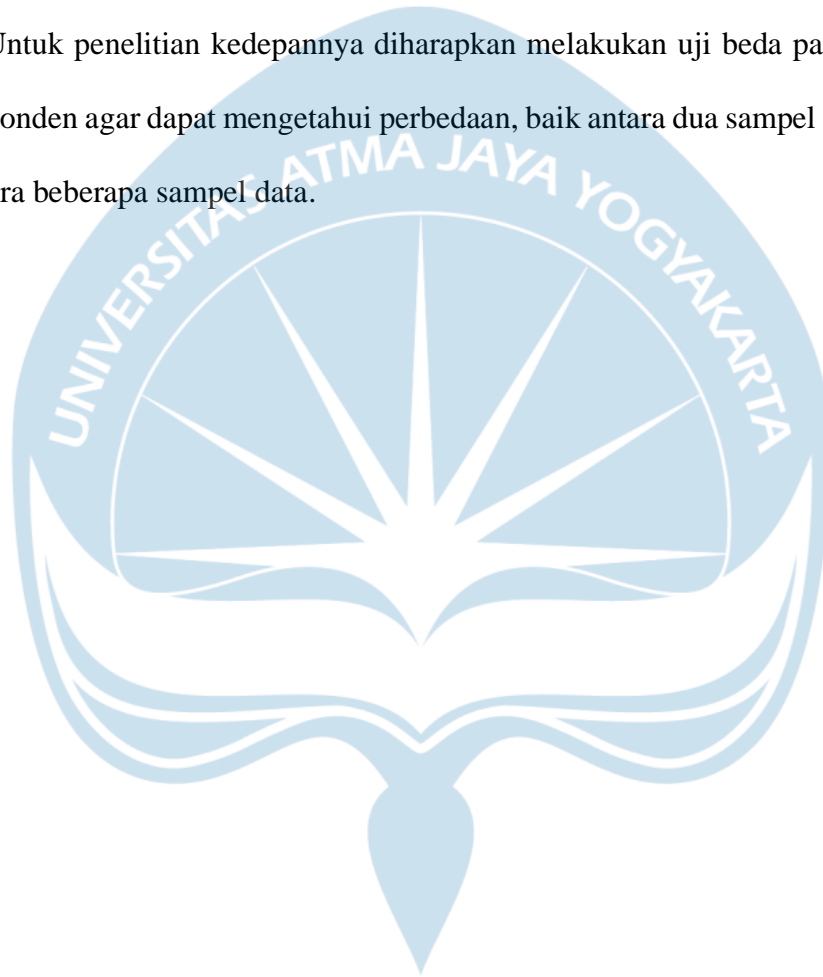 Untuk penelitian kedepannya diharapkan melakukan uji beda pa
onden agar dapat mengetahui perbedaan, baik antara dua sampel
ra beberapa sampel data.
UNIVERSITAS ATMA JAYA YOGYAKARTA